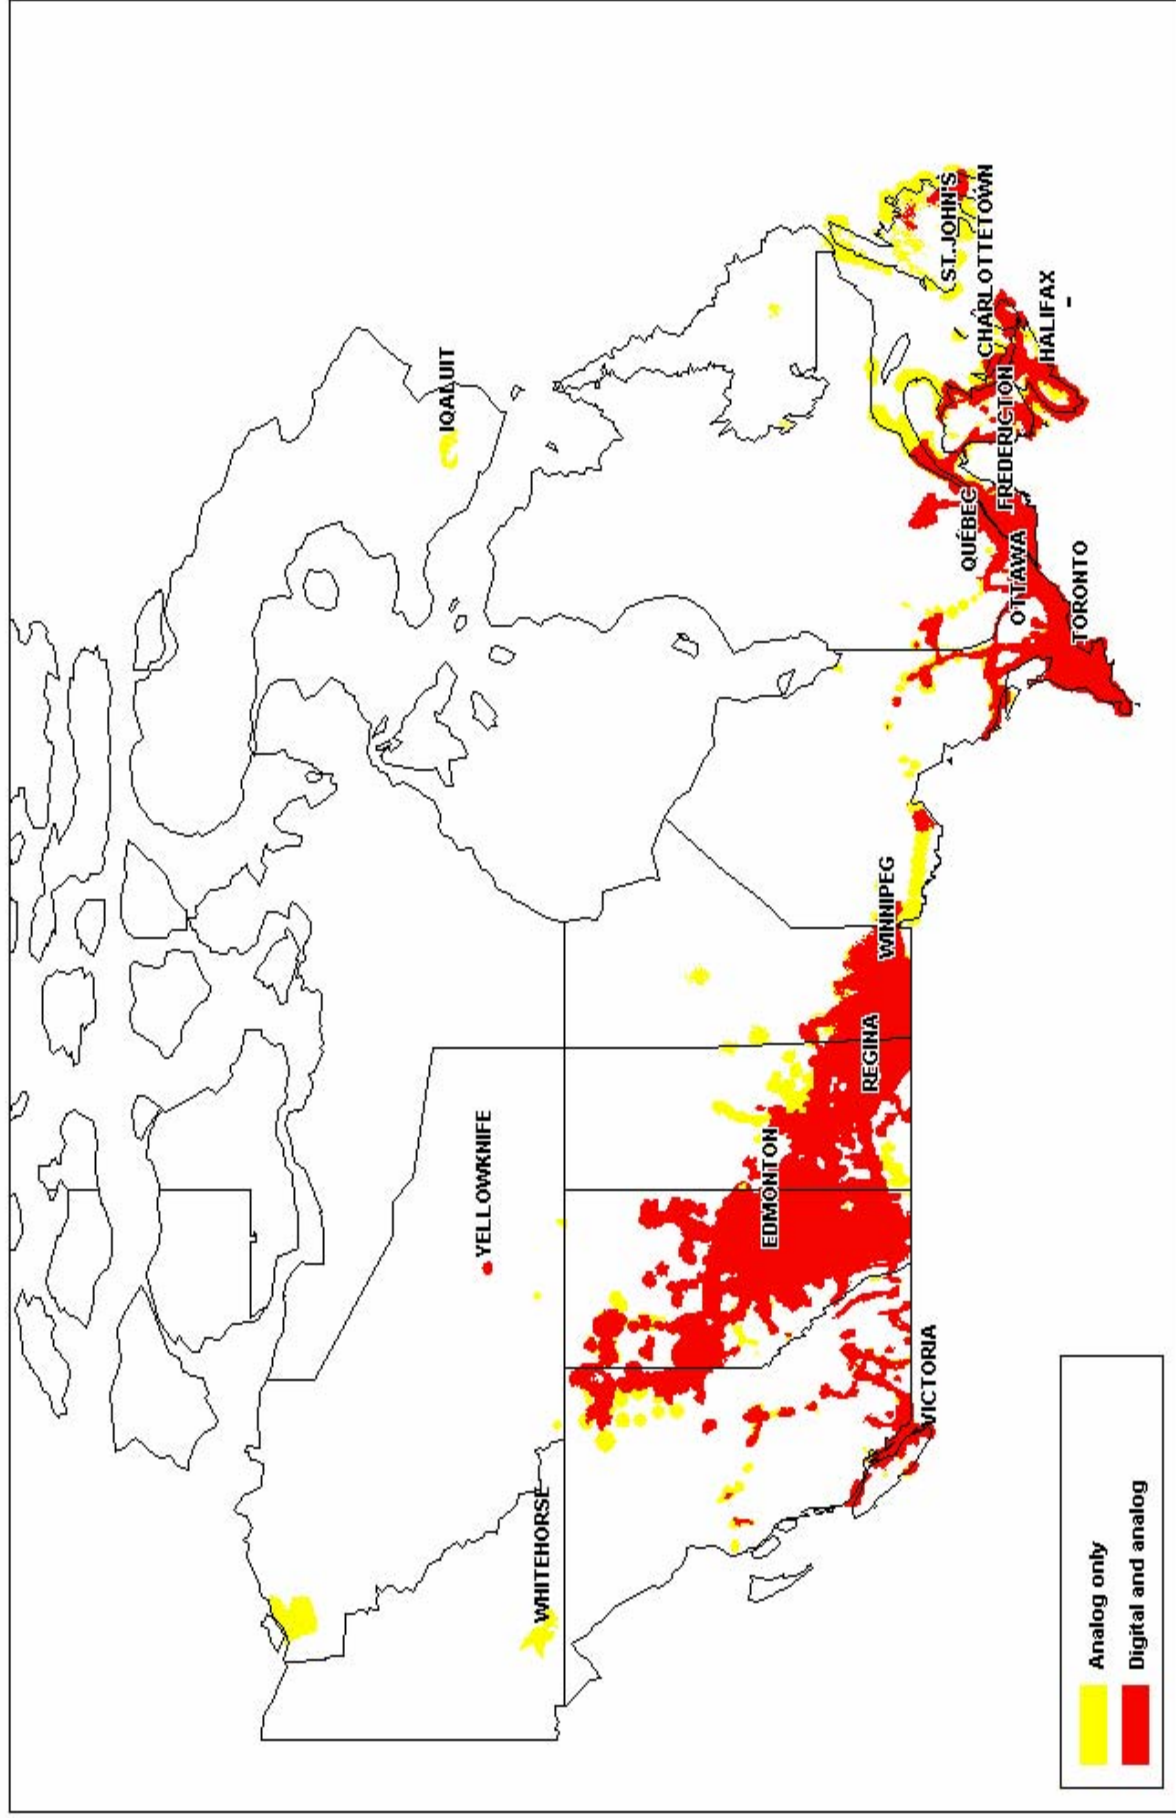 IQALUIT
YELLOWKNIFE
WHITEHORSE
ST.JOHN'S
CHARLOTTETOWN
HALIFAX
FREDERICTON
QUÉBEC
OTTAWA
TORONTO
WINNIPEG
REGINA
EDMONTON
VICTORIA
Analog only
Digital and analog